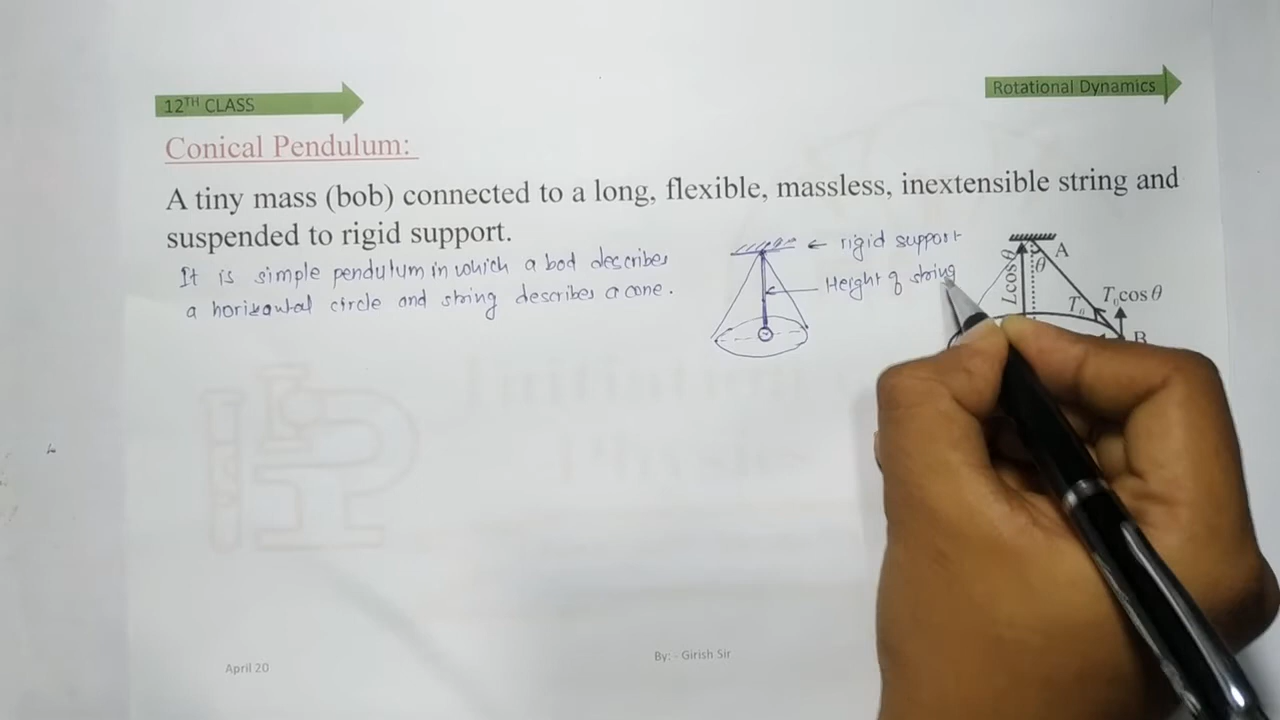 12TH CLASS
Rotational Dynamics
Conical Pendulum:
A tiny mass (bob) connected to a long, flexible, massless, inextensible string and
suspended to rigid support.
It is simple pendulum in which a bod describes
a horizontal circle and string describes a cone.
← rigid support
Height of string
A
θ
Lcosθ
T₀
T₀cosθ
B
April 20
By: - Girish Sir